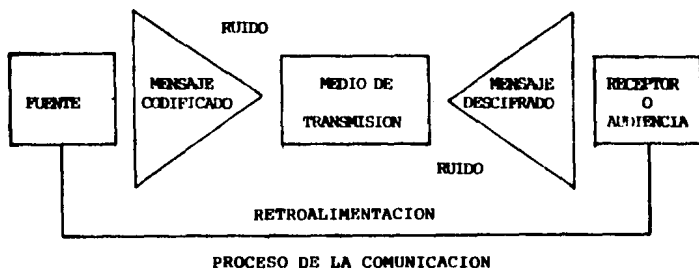 RUIDO
FUENTE
MENSAJE
CODIFICADO
MEDIO DE
TRANSMISION
MENSAJE
DESCIFRADO
RECEPTOR
O
AUDIENCIA
RUIDO
RETROALIMENTACION
PROCESO DE LA COMUNICACION